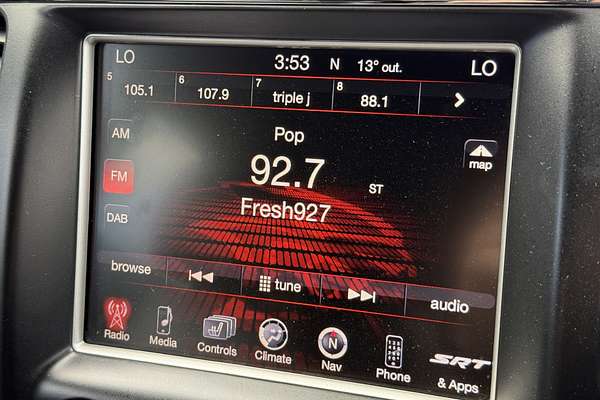 LO 3:53 N 13° out. LO
5 105.1 6 107.9 7 triple j 8 88.1
AM
Pop
map
FM
92.7 ST
Fresh927
DAB
browse tune audio
Radio Media Controls Climate N Nav Phone SRT
& Apps